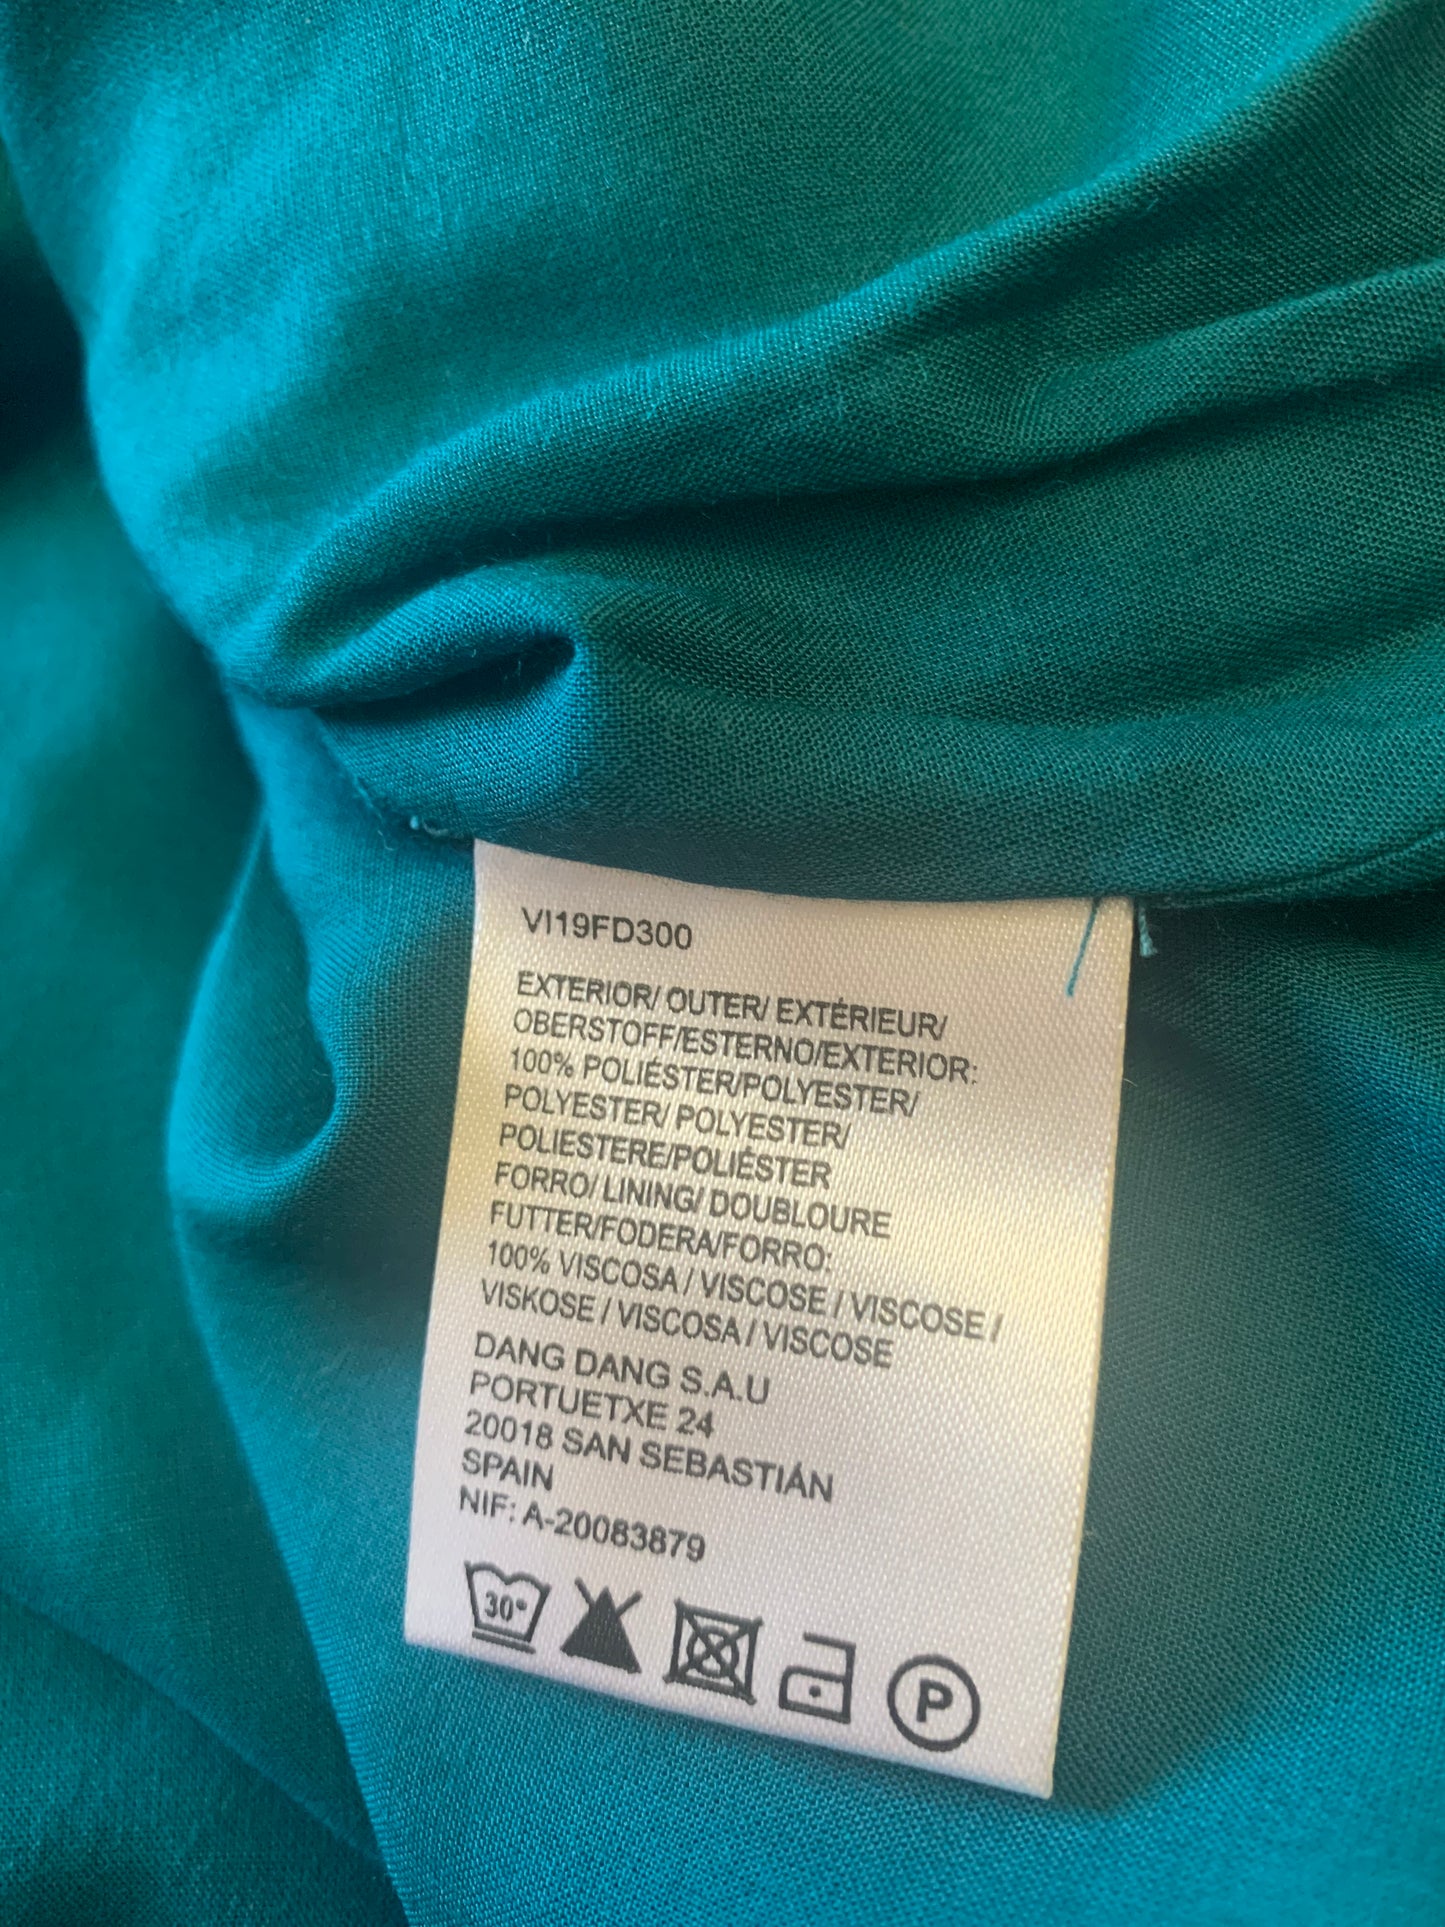 VI19FD300
EXTERIOR/ OUTER/ EXTÉRIEUR/
OBERSTOFF/ESTERNO/EXTERIOR:
100% POLIÉSTER/POLYESTER/
POLYESTER/ POLYESTER/
POLIESTERE/POLIÉSTER
FORRO/ LINING/ DOUBLOURE
FUTTER/FODERA/FORRO:
100% VISCOSA / VISCOSE / VISCOSE /
VISKOSE / VISCOSA / VISCOSE
DANG DANG S.A.U
PORTUETXE 24
20018 SAN SEBASTIÁN
SPAIN
NIF: A-20083879
30°
P